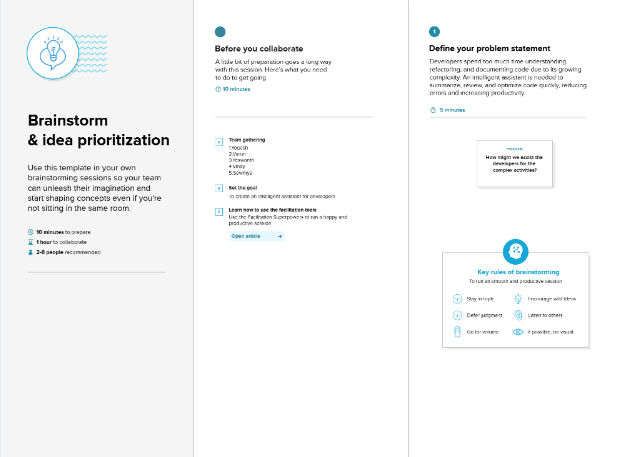 Brainstorm
& idea prioritization
Use this template in your own
brainstorming sessions so your team
can unleash their imagination and
start shaping concepts even if you're
not sitting in the same room.
10 minutes to prepare
1 hour to collaborate
2-8 people recommended
Before you collaborate
A little bit of preparation goes a long way
with this session. Here's what you need
to do to get going.
10 minutes
A
Team gathering
2.Varun
4.Vinay
5.Sowmya
B
Set the goal
To create an intelligent assistant for developers
C
Learn how to use the facilitation tools
Use the Facilitation Superpowers to run a happy and
productive session.
Open article
1
Define your problem statement
Developers spend too much time understanding,
refactoring, and documenting code due to its growing
complexity. An intelligent assistant is needed to
summarize, review, and optimize code quickly, reducing
errors and increasing productivity
5 minutes
PROBLEM
How might we assist the
developers for the
complex activities?
Key rules of brainstorming
To run an smooth and productive session
Stay in topic.
Encourage wild ideas.
Defer judgment.
Listen to others.
Go for volume.
If possible, be visual.